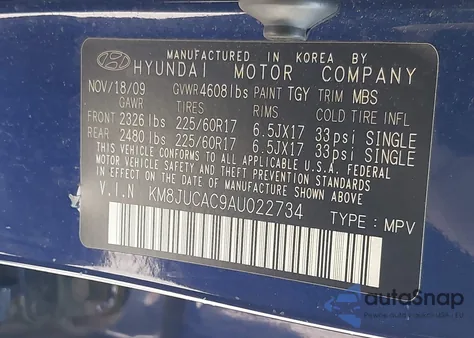 MANUFACTURED IN KOREA BY
HYUNDAI MOTOR COMPANY
NOV/18/09 GVWR 4608lbs PAINT TGY TRIM MBS
GAWR TIRES RIMS COLD TIRE INFL
FRONT 2326lbs 225/60R17 6.5JX17 33psi SINGLE
REAR 2480lbs 225/60R17 6.5JX17 33psi SINGLE
THIS VEHICLE CONFORMS TO ALL APPLICABLE U.S.A. FEDERAL
MOTOR VEHICLE SAFETY, BUMPER, AND THEFT PREVENTION STANDARDS
IN EFFECT ON THE DATE OF MANUFACTURE SHOWN ABOVE.
V.I.N KM8JUCAC9AU022734 TYPE: MPV
autoSnap